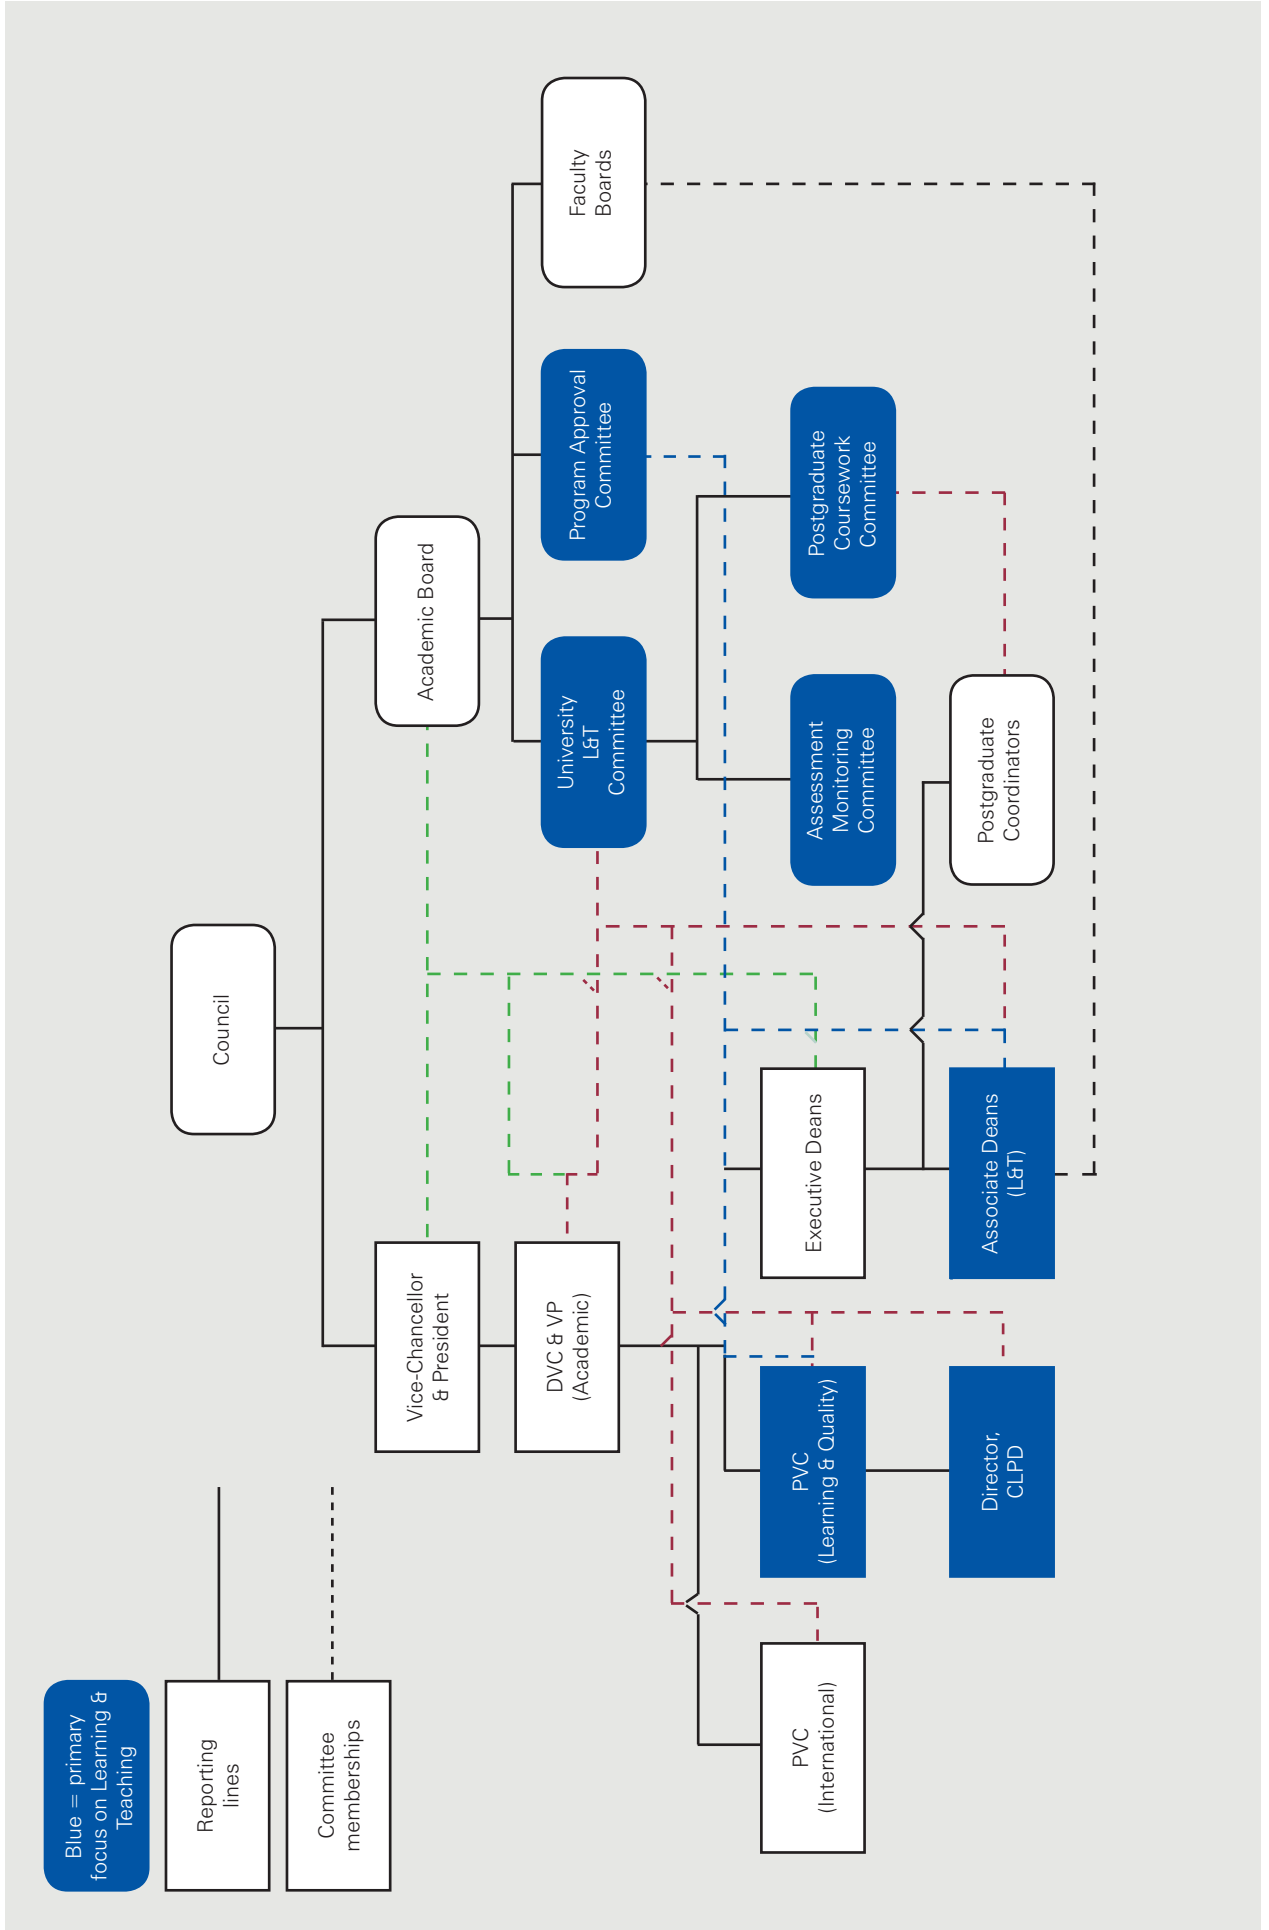 Blue = primary
focus on Learning &
Teaching
Reporting
lines
Committee
memberships
Council
Vice-Chancellor
& President
Academic Board
DVC & VP
(Academic)
University
L&T
Committee
Program Approval
Committee
Faculty
Boards
PVC
(International)
PVC
(Learning & Quality)
Executive Deans
Assessment
Monitoring
Committee
Postgraduate
Coursework
Committee
Director,
CLPD
Associate Deans
(L&T)
Postgraduate
Coordinators